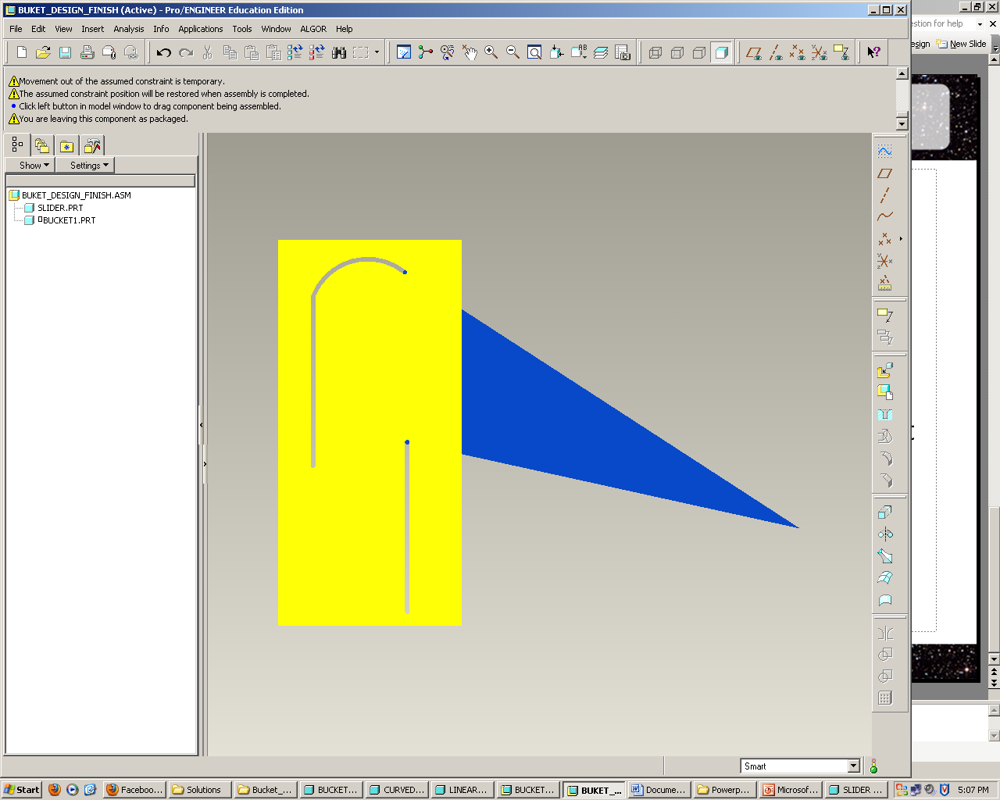 BUKET_DESIGN_FINISH (Active) - Pro/ENGINEER Education Edition
File Edit View Insert Analysis Info Applications Tools Window ALGOR Help
estion for help
esign New Slide
Movement out of the assumed constraint is temporary.
The assumed constraint position will be restored when assembly is completed.
Click left button in model window to drag component being assembled.
You are leaving this component as packaged.
Show Settings
BUKET_DESIGN_FINISH.ASM
SLIDER.PRT
BUCKET1.PRT
Smart
Start Faceboo... Solutions Bucket_... BUCKET... CURVED... LINEAR... BUCKET... BUKET_... Docume... Powerp... Microsof... SLIDER ... 5:07 PM